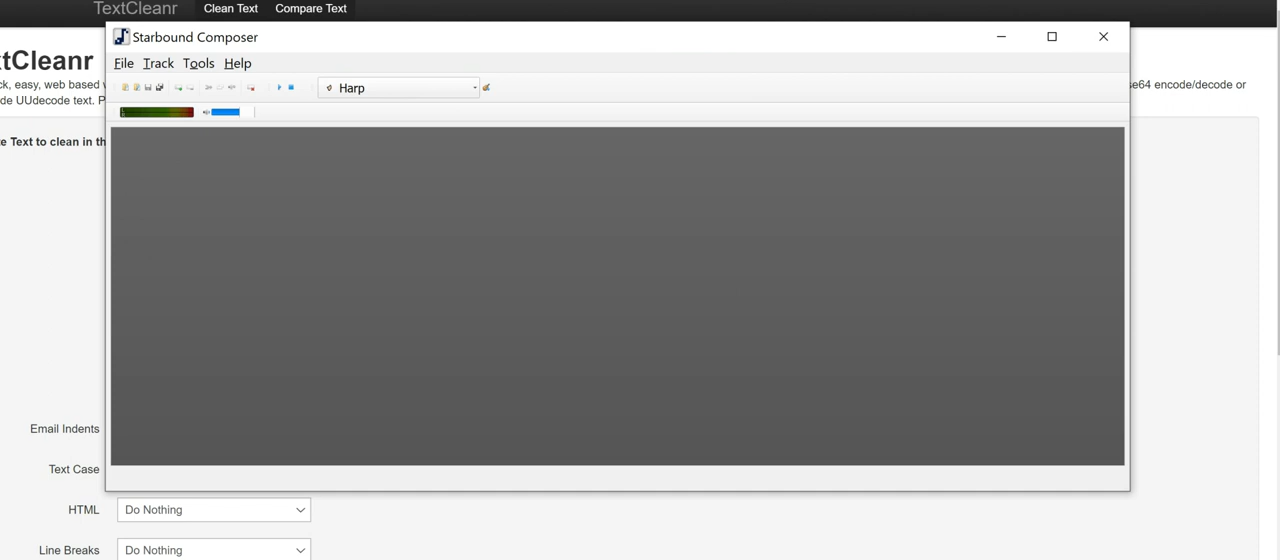 TextCleanr Clean Text Compare Text
Starbound Composer
tCleanr
File Track Tools Help
ck, easy, web based
se64 encode/decode or
Harp
de UUdecode text. P
e Text to clean in th
Email Indents
Text Case
HTML Do Nothing
Line Breaks Do Nothing